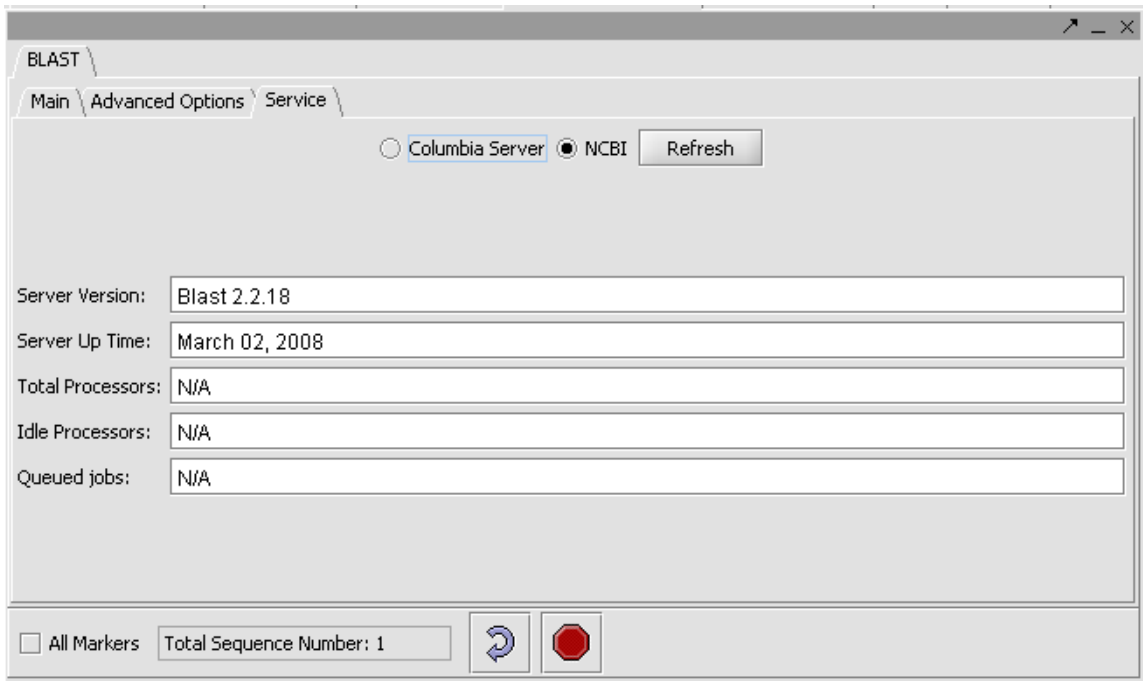 BLAST
Main Advanced Options Service
Columbia Server NCBI Refresh
Server Version: Blast 2.2.18
Server Up Time: March 02, 2008
Total Processors: N/A
Idle Processors: N/A
Queued jobs: N/A
All Markers Total Sequence Number: 1